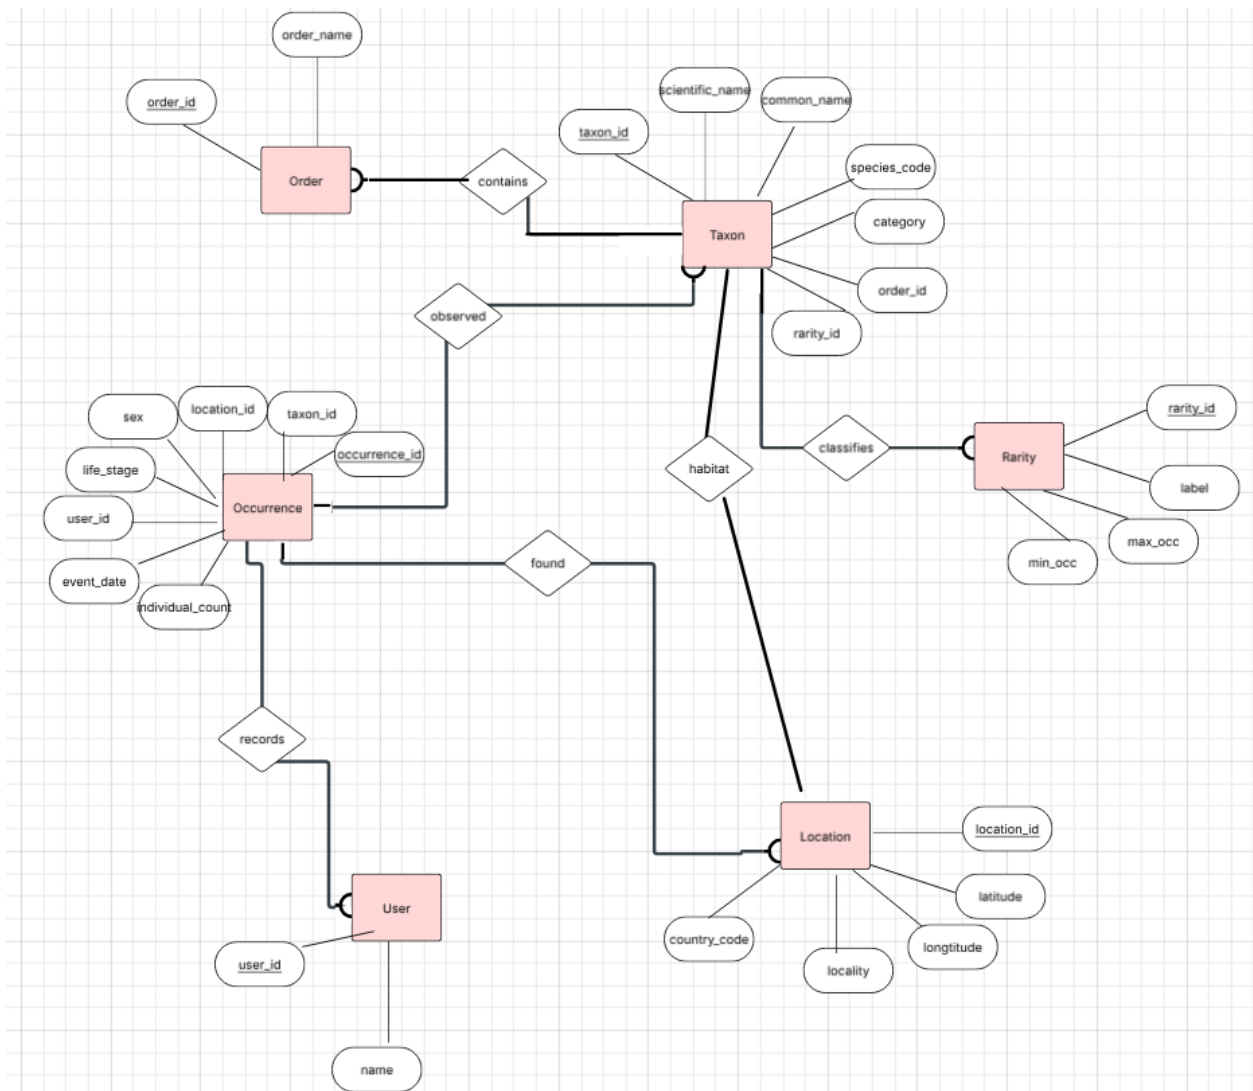 order_name
order_id
Order
contains
scientific_name
common_name
taxon_id
species_code
category
order_id
rarity_id
Taxon
observed
sex
location_id
taxon_id
occurrence_id
life_stage
user_id
event_date
individual_count
Occurrence
habitat
classifies
Rarity
rarity_id
label
max_occ
min_occ
found
records
Location
location_id
latitude
longtitude
locality
country_code
User
user_id
name